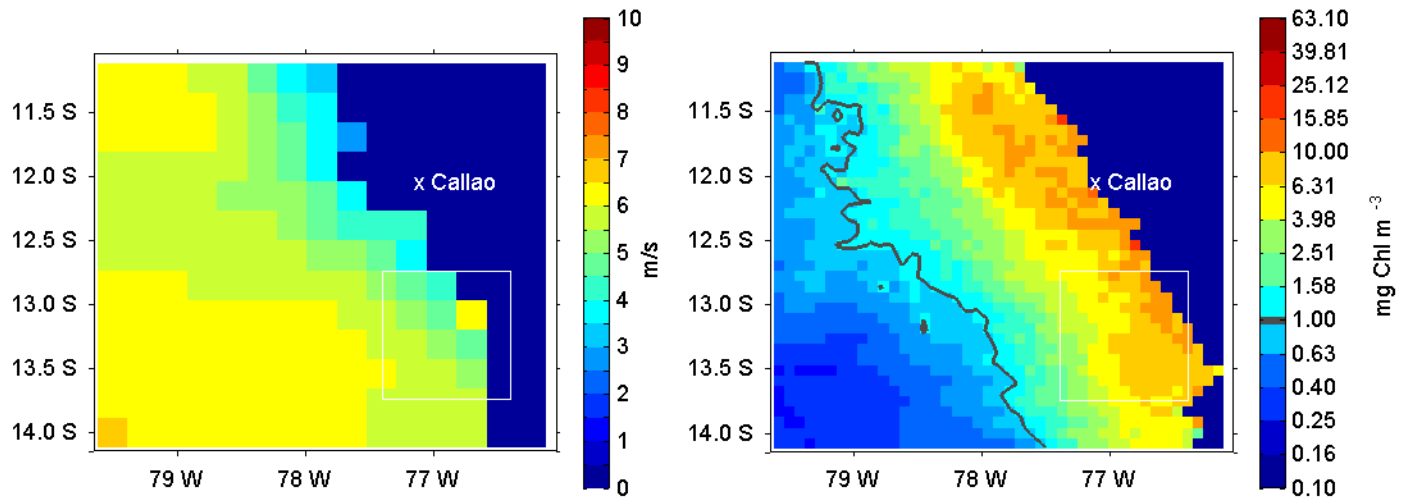 11.5 S
12.0 S
12.5 S
13.0 S
13.5 S
14.0 S
79 W
78 W
77 W
x Callao
10
9
8
7
6
5
4
3
2
1
0
m/s
11.5 S
12.0 S
12.5 S
13.0 S
13.5 S
14.0 S
79 W
78 W
77 W
x Callao
63.10
39.81
25.12
15.85
10.00
6.31
3.98
2.51
1.58
1.00
0.63
0.40
0.25
0.16
0.10
mg Chl m -3